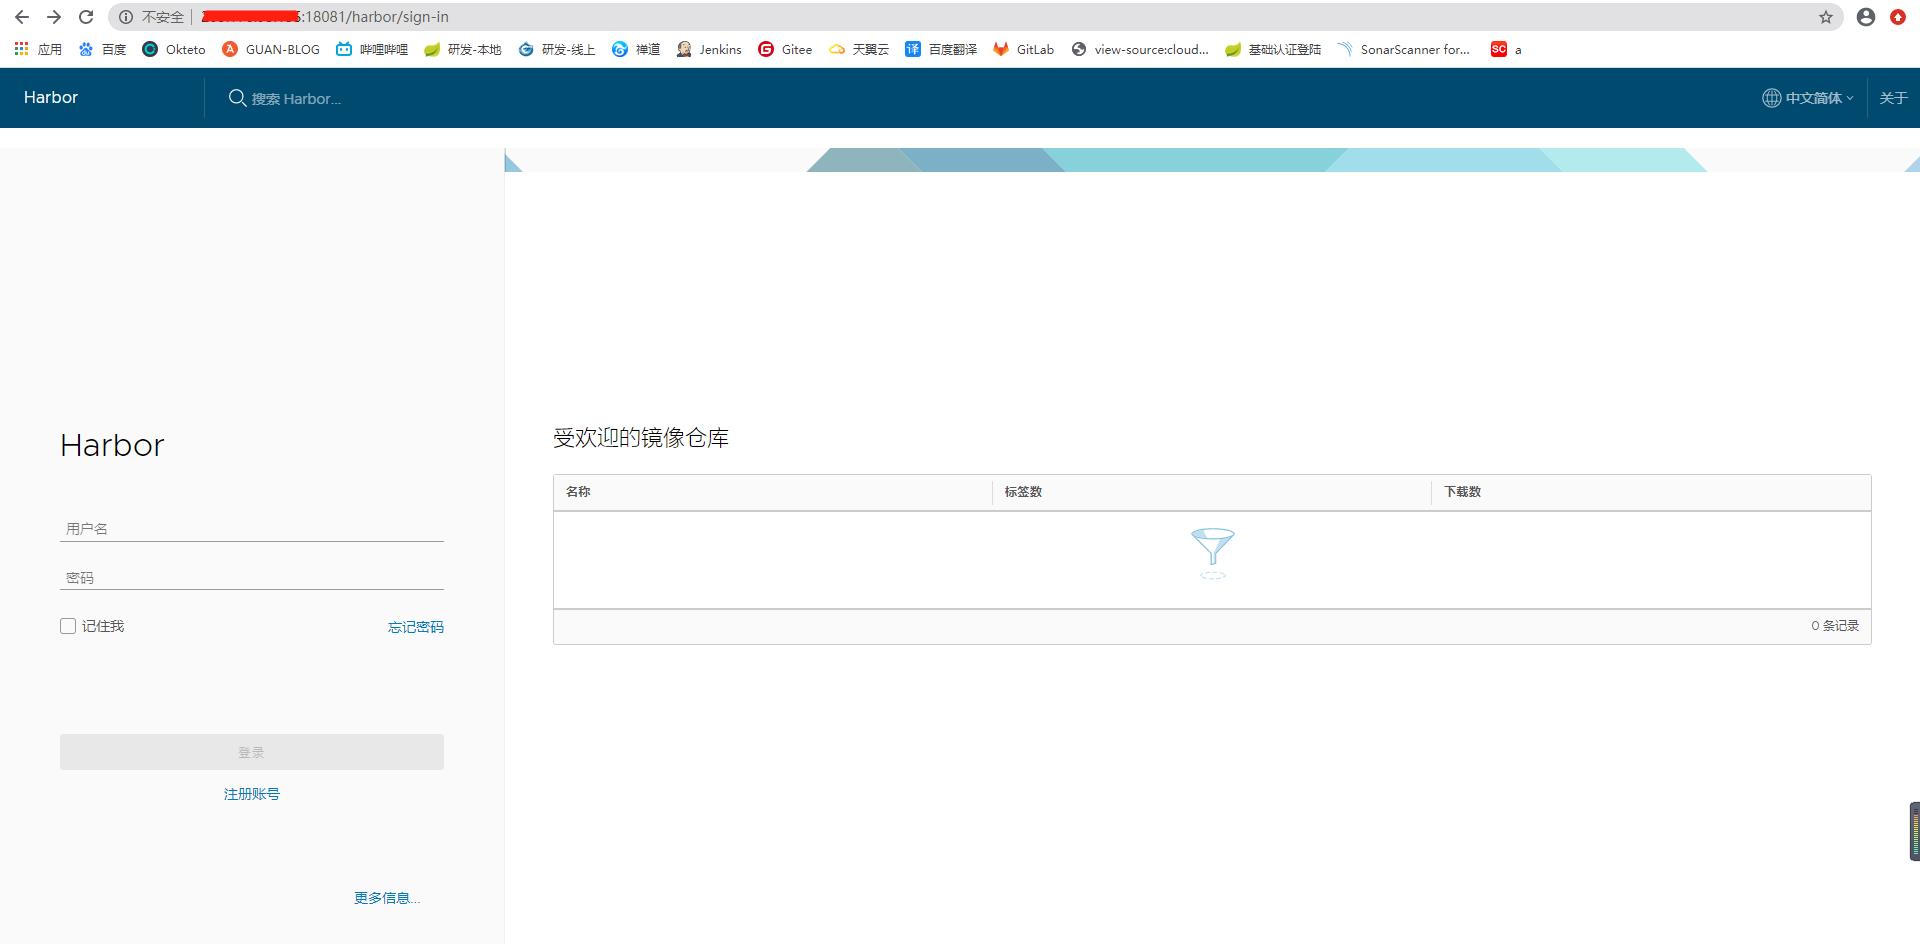 不安全 :18081/harbor/sign-in
应用 百度 Okteto GUAN-BLOG 哔哩哔哩 研发-本地 研发-线上 禅道 Jenkins Gitee 天翼云 百度翻译 GitLab view-source:cloud... 基础认证登陆 SonarScanner for... SC a
Harbor 搜索 Harbor... 中文简体 关于
Harbor
用户名
密码
记住我 忘记密码
登录
注册账号
更多信息...
受欢迎的镜像仓库
名称 标签数 下载数
0 条记录